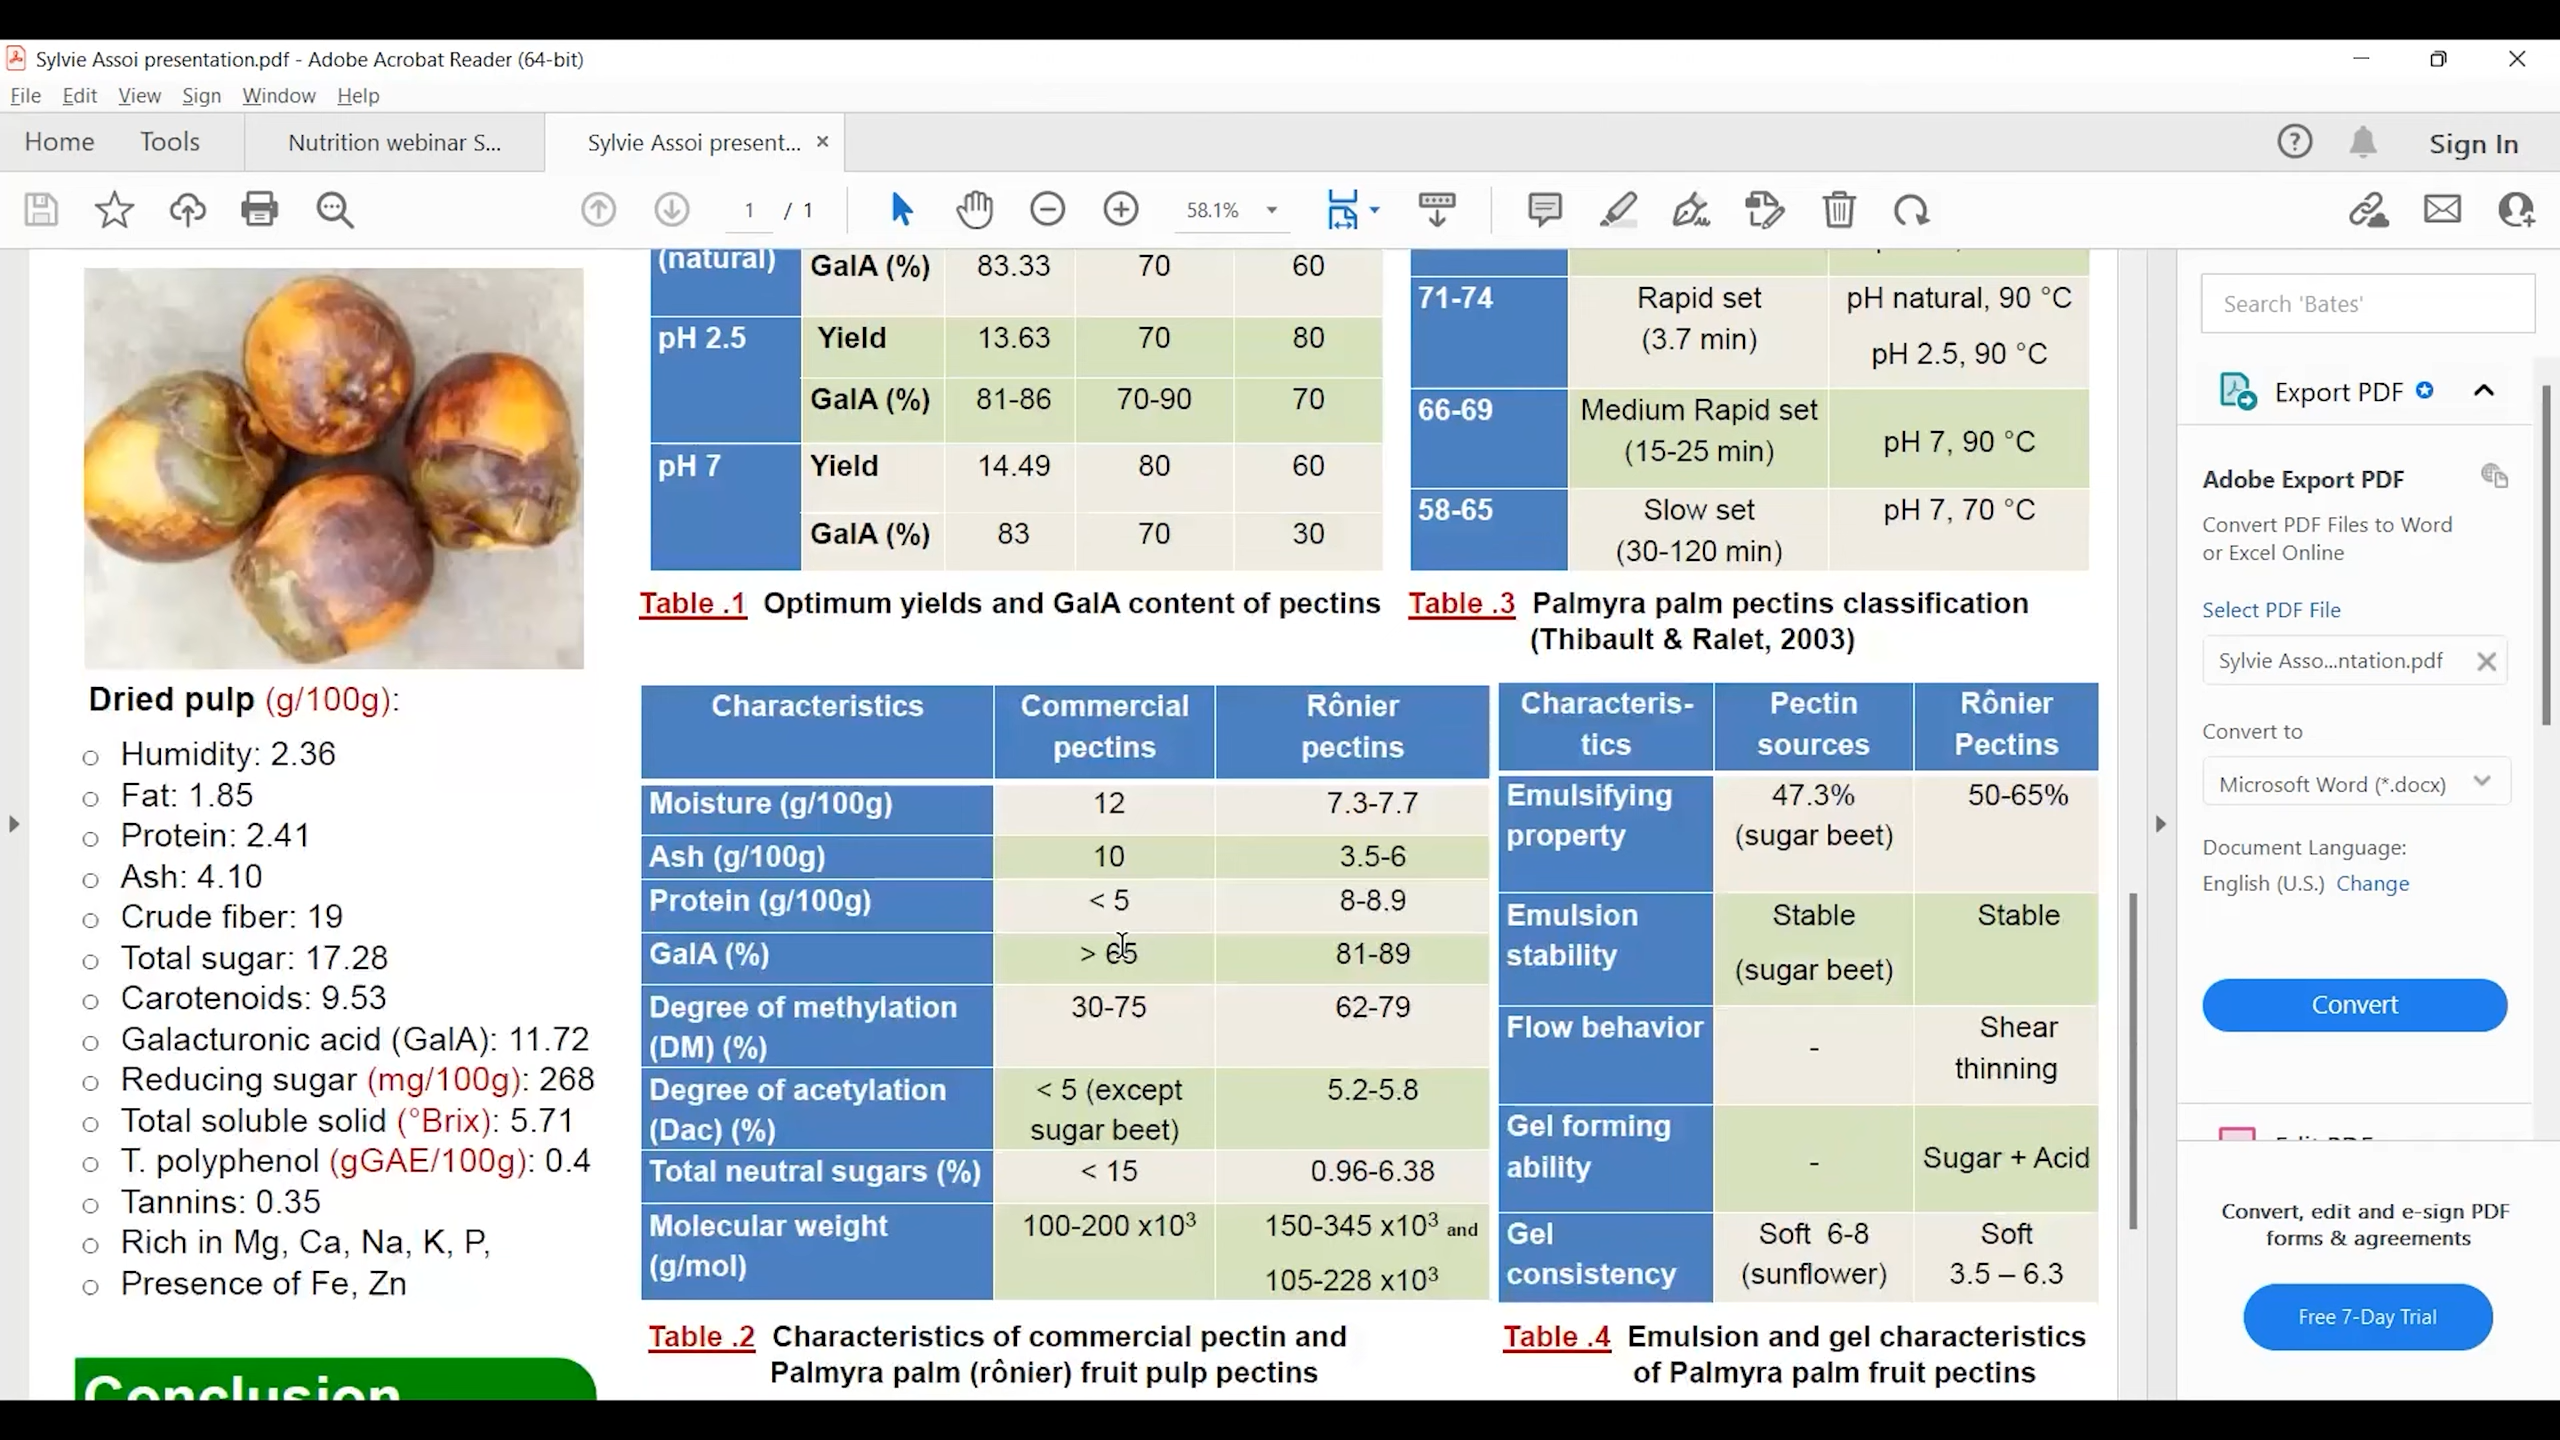 Sylvie Assoi presentation.pdf - Adobe Acrobat Reader (64-bit)
File Edit View Sign Window Help
Home Tools Nutrition webinar S... Sylvie Assoi present... Sign In
1 / 1 58.1%
(natural) GalA (%) 83.33 70 60
pH 2.5 Yield 13.63 70 80
GalA (%) 81-86 70-90 70
pH 7 Yield 14.49 80 60
GalA (%) 83 70 30
Table .1 Optimum yields and GalA content of pectins
71-74 Rapid set pH natural, 90 °C
(3.7 min) pH 2.5, 90 °C
66-69 Medium Rapid set
(15-25 min) pH 7, 90 °C
58-65 Slow set pH 7, 70 °C
(30-120 min)
Table .3 Palmyra palm pectins classification
(Thibault & Ralet, 2003)
Dried pulp (g/100g):
Humidity: 2.36
Fat: 1.85
Protein: 2.41
Ash: 4.10
Crude fiber: 19
Total sugar: 17.28
Carotenoids: 9.53
Galacturonic acid (GalA): 11.72
Reducing sugar (mg/100g): 268
Total soluble solid (°Brix): 5.71
T. polyphenol (gGAE/100g): 0.4
Tannins: 0.35
Rich in Mg, Ca, Na, K, P,
Presence of Fe, Zn
Conclusion
Characteristics Commercial Rônier
pectins pectins
Moisture (g/100g) 12 7.3-7.7
Ash (g/100g) 10 3.5-6
Protein (g/100g) < 5 8-8.9
GalA (%) > 65 81-89
Degree of methylation 30-75 62-79
(DM) (%)
Degree of acetylation < 5 (except 5.2-5.8
(Dac) (%) sugar beet)
Total neutral sugars (%) < 15 0.96-6.38
Molecular weight 100-200 x10³ 150-345 x10³ and
(g/mol) 105-228 x10³
Table .2 Characteristics of commercial pectin and
Palmyra palm (rônier) fruit pulp pectins
Characteris- Pectin Rônier
tics sources Pectins
Emulsifying 47.3% 50-65%
property (sugar beet)
Emulsion Stable Stable
stability (sugar beet)
Flow behavior - Shear
thinning
Gel forming
ability - Sugar + Acid
Gel Soft 6-8 Soft
consistency (sunflower) 3.5 – 6.3
Table .4 Emulsion and gel characteristics
of Palmyra palm fruit pectins
Search 'Bates'
Export PDF
Adobe Export PDF
Convert PDF Files to Word
or Excel Online
Select PDF File
Sylvie Asso...ntation.pdf
Convert to
Microsoft Word (*.docx)
Document Language:
English (U.S.) Change
Convert
Convert, edit and e-sign PDF
forms & agreements
Free 7-Day Trial